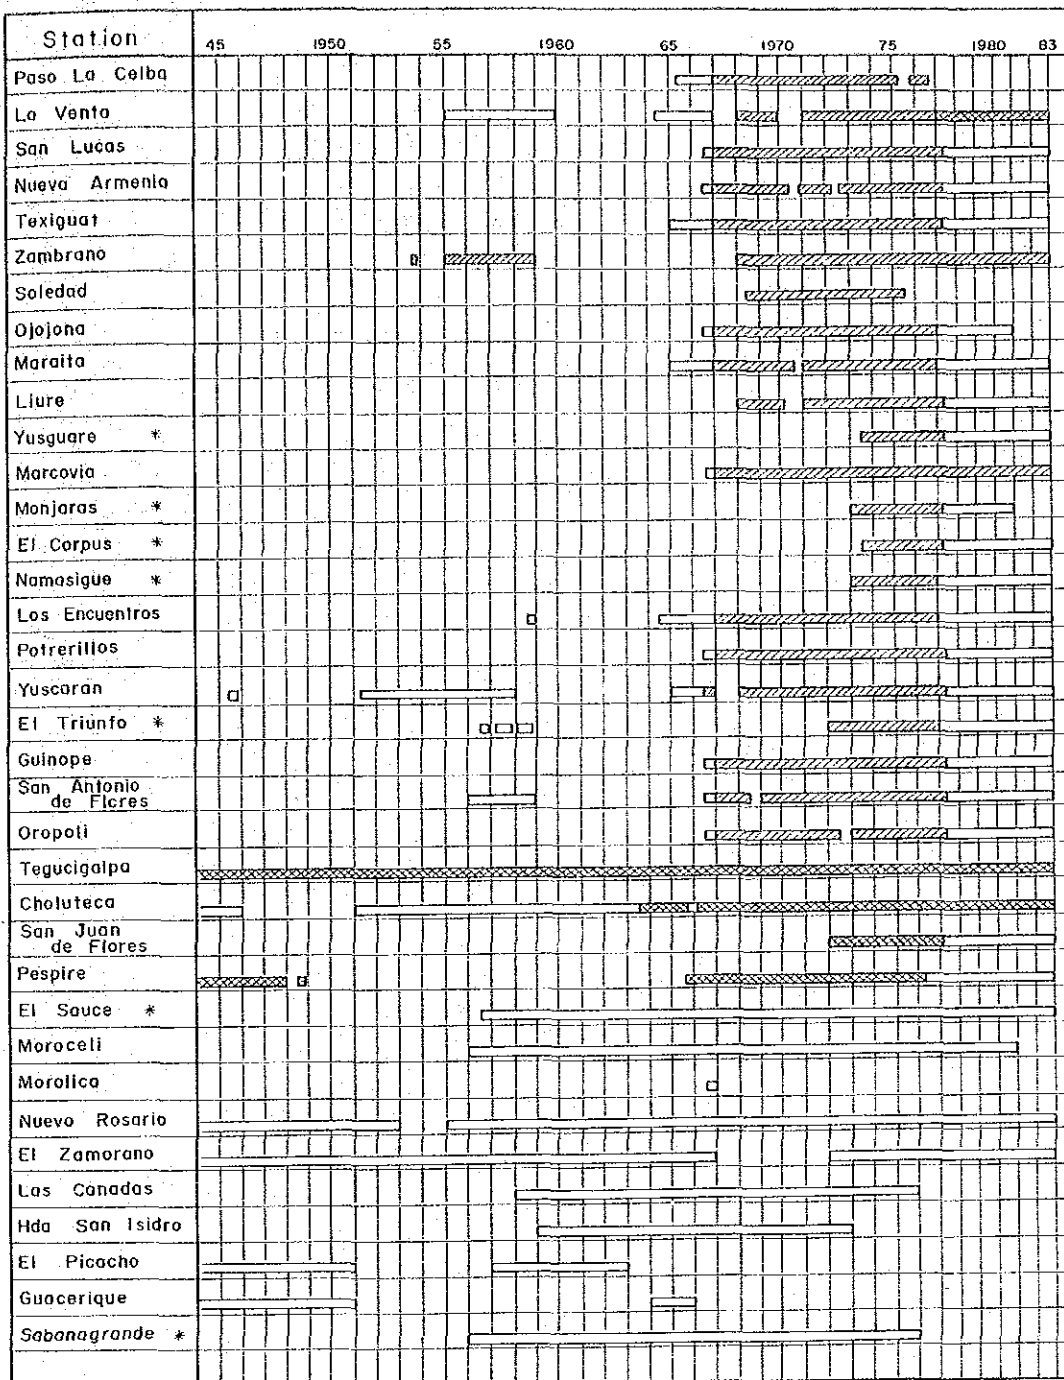 Station 45 1950 55 1960 65 1970 75 1980 83
Paso La Ceiba
La Venta
San Lucas
Nueva Armenia
Texiguat
Zambrano
Soledad
Ojojona
Maraita
Liure
Yusguare *
Marcovia
Monjaras *
El Corpus *
Namasigue *
Los Encuentros
Potrerillos
Yuscaran
El Triunfo *
Guinope
San Antonio
de Flores
Oropoli
Tegucigalpa
Choluteca
San Juan
de Flores
Pespire
El Sauce *
Moroceli
Morolica
Nuevo Rosario
El Zamorano
Las Canadas
Hda San Isidro
El Picacho
Guacerique
Sabanagrande *